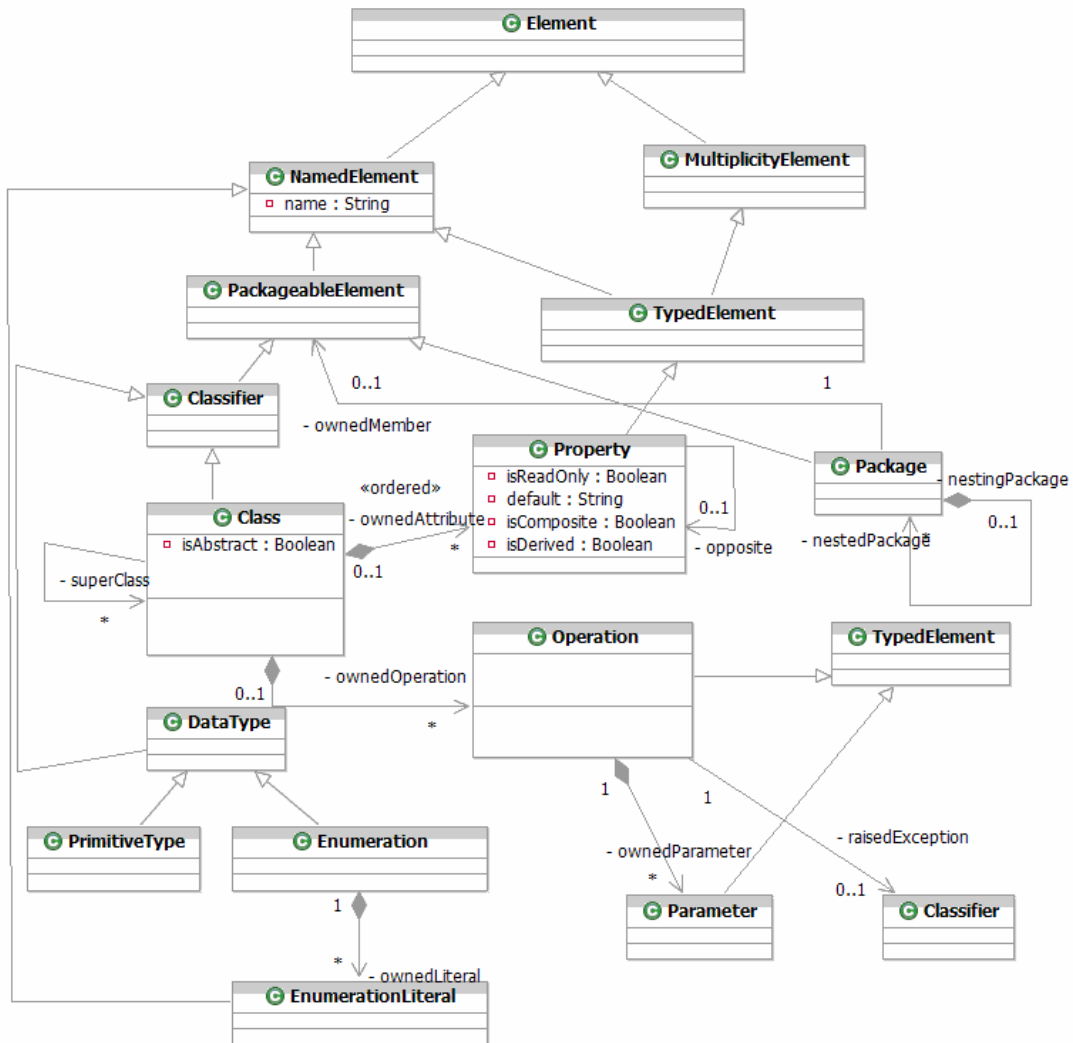 Element
NamedElement
name : String
MultiplicityElement
PackageableElement
TypedElement
0..1
1
Classifier
- ownedMember
Property
isReadOnly : Boolean
default : String
isComposite : Boolean
isDerived : Boolean
0..1
- opposite
Package
- nestingPackage
0..1
- nestedPackage
*
«ordered»
- ownedAttribute
*
0..1
Class
isAbstract : Boolean
- superClass
*
Operation
TypedElement
- ownedOperation
0..1
*
DataType
1
1
PrimitiveType
Enumeration
- raisedException
- ownedParameter
*
0..1
Parameter
Classifier
1
*
- ownedLiteral
EnumerationLiteral